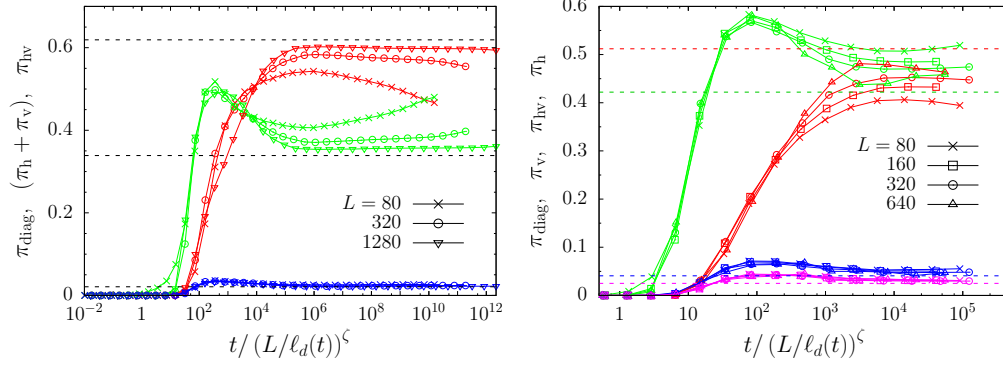 π_diag, (π_h + π_v), π_hv
0.6
0.4
0.2
0
L = 80
320
1280
10^-2 10^0 10^2 10^4 10^6 10^8 10^10 10^12
t/ (L/ℓ_d(t))^ζ
π_diag, π_v, π_hv, π_h
0.6
0.5
0.4
0.3
0.2
0.1
0
L = 80
160
320
640
1 10 10^2 10^3 10^4 10^5
t/ (L/ℓ_d(t))^ζ